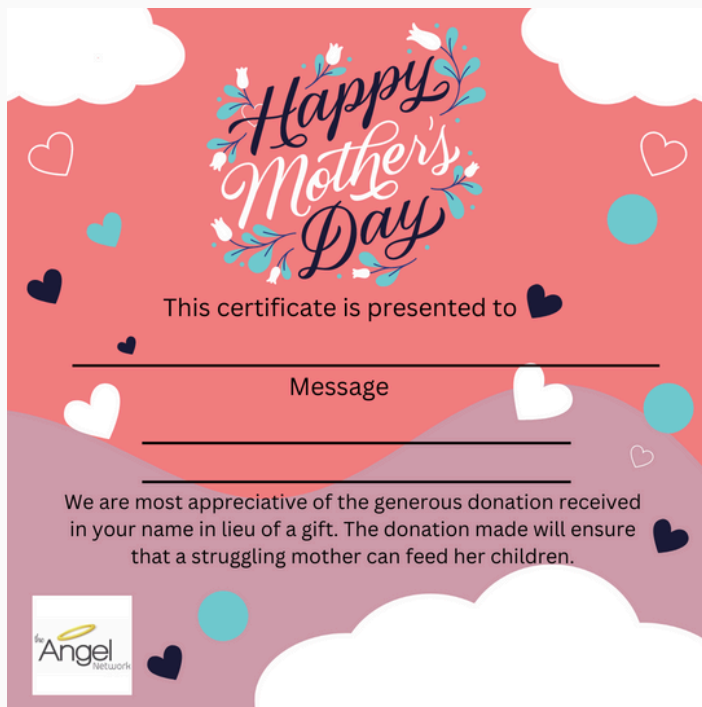 Happy
Mother's
Day
This certificate is presented to
Message
We are most appreciative of the generous donation received
in your name in lieu of a gift. The donation made will ensure
that a struggling mother can feed her children.
the
Angel
Network